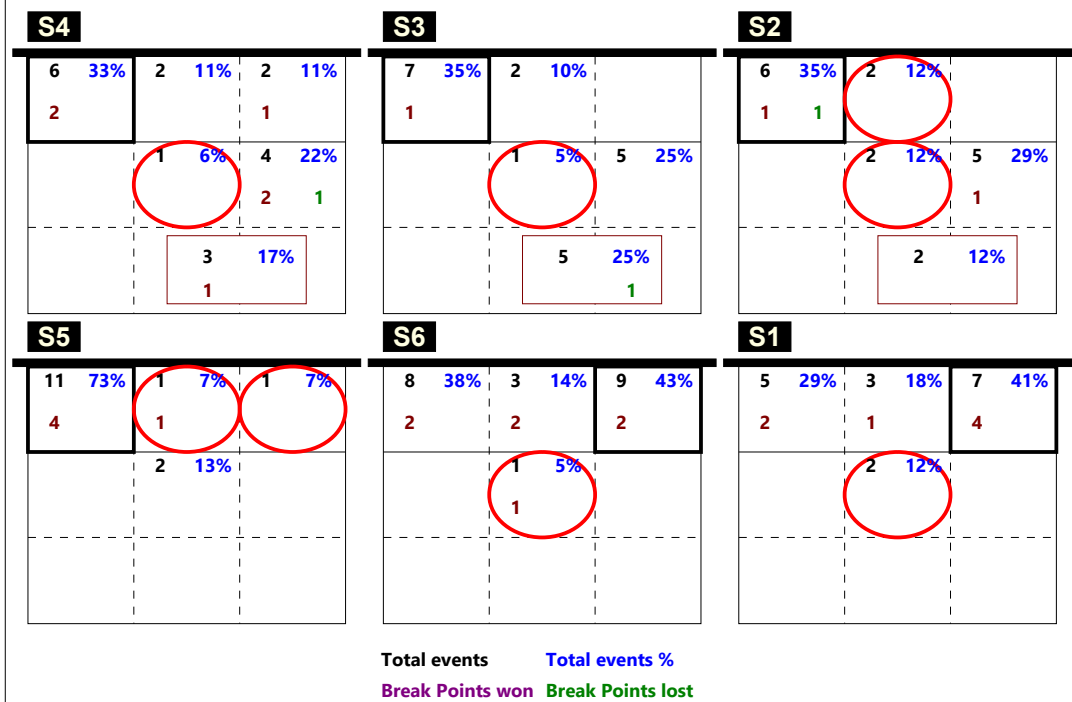 S4 S3 S2
6 33% 2 11% 2 11% 7 35% 2 10% 6 35% 2 12%
2 1 1 1 1
1 6% 4 22% 1 5% 5 25% 2 12% 5 29%
2 1 1
3 17% 5 25% 2 12%
1 1
S5 S6 S1
11 73% 1 7% 1 7% 8 38% 3 14% 9 43% 5 29% 3 18% 7 41%
4 1 2 2 2 2 1 4
2 13% 1 5% 2 12%
1
Total events Total events %
Break Points won Break Points lost